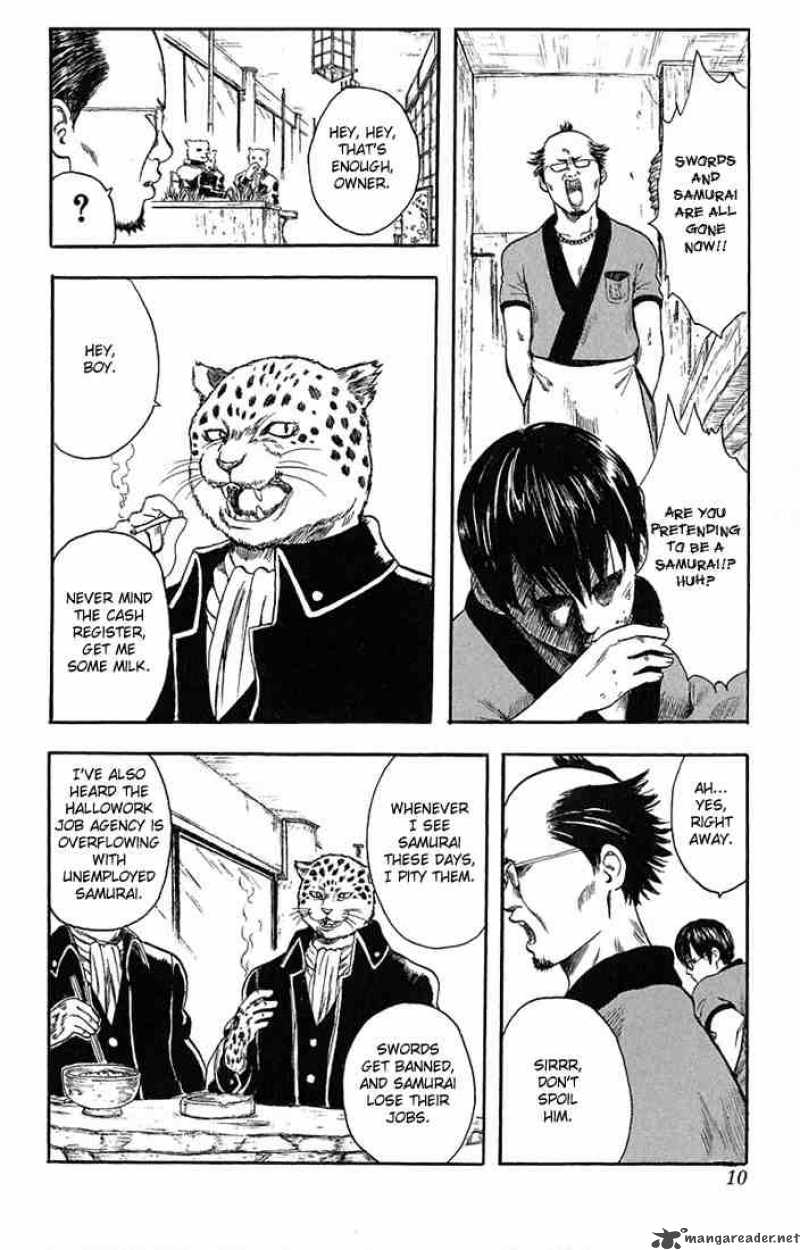 SWORDS
AND
SAMURAI
ARE ALL
GONE
NOW!!
ARE YOU
PRETENDING
TO BE A
SAMURAI!?
HUH?
HEY, HEY,
THAT'S
ENOUGH,
OWNER.
?
HEY,
BOY.
NEVER MIND
THE CASH
REGISTER,
GET ME
SOME MILK.
AH...
YES,
RIGHT
AWAY.
SIRRR,
DON'T
SPOIL
HIM.
WHENEVER
I SEE
SAMURAI
THESE DAYS,
I PITY THEM.
SWORDS
GET BANNED,
AND SAMURAI
LOSE THEIR
JOBS.
I'VE ALSO
HEARD THE
HALLOWORK
JOB AGENCY IS
OVERFLOWING
WITH
UNEMPLOYED
SAMURAI.
10
mangareader.net